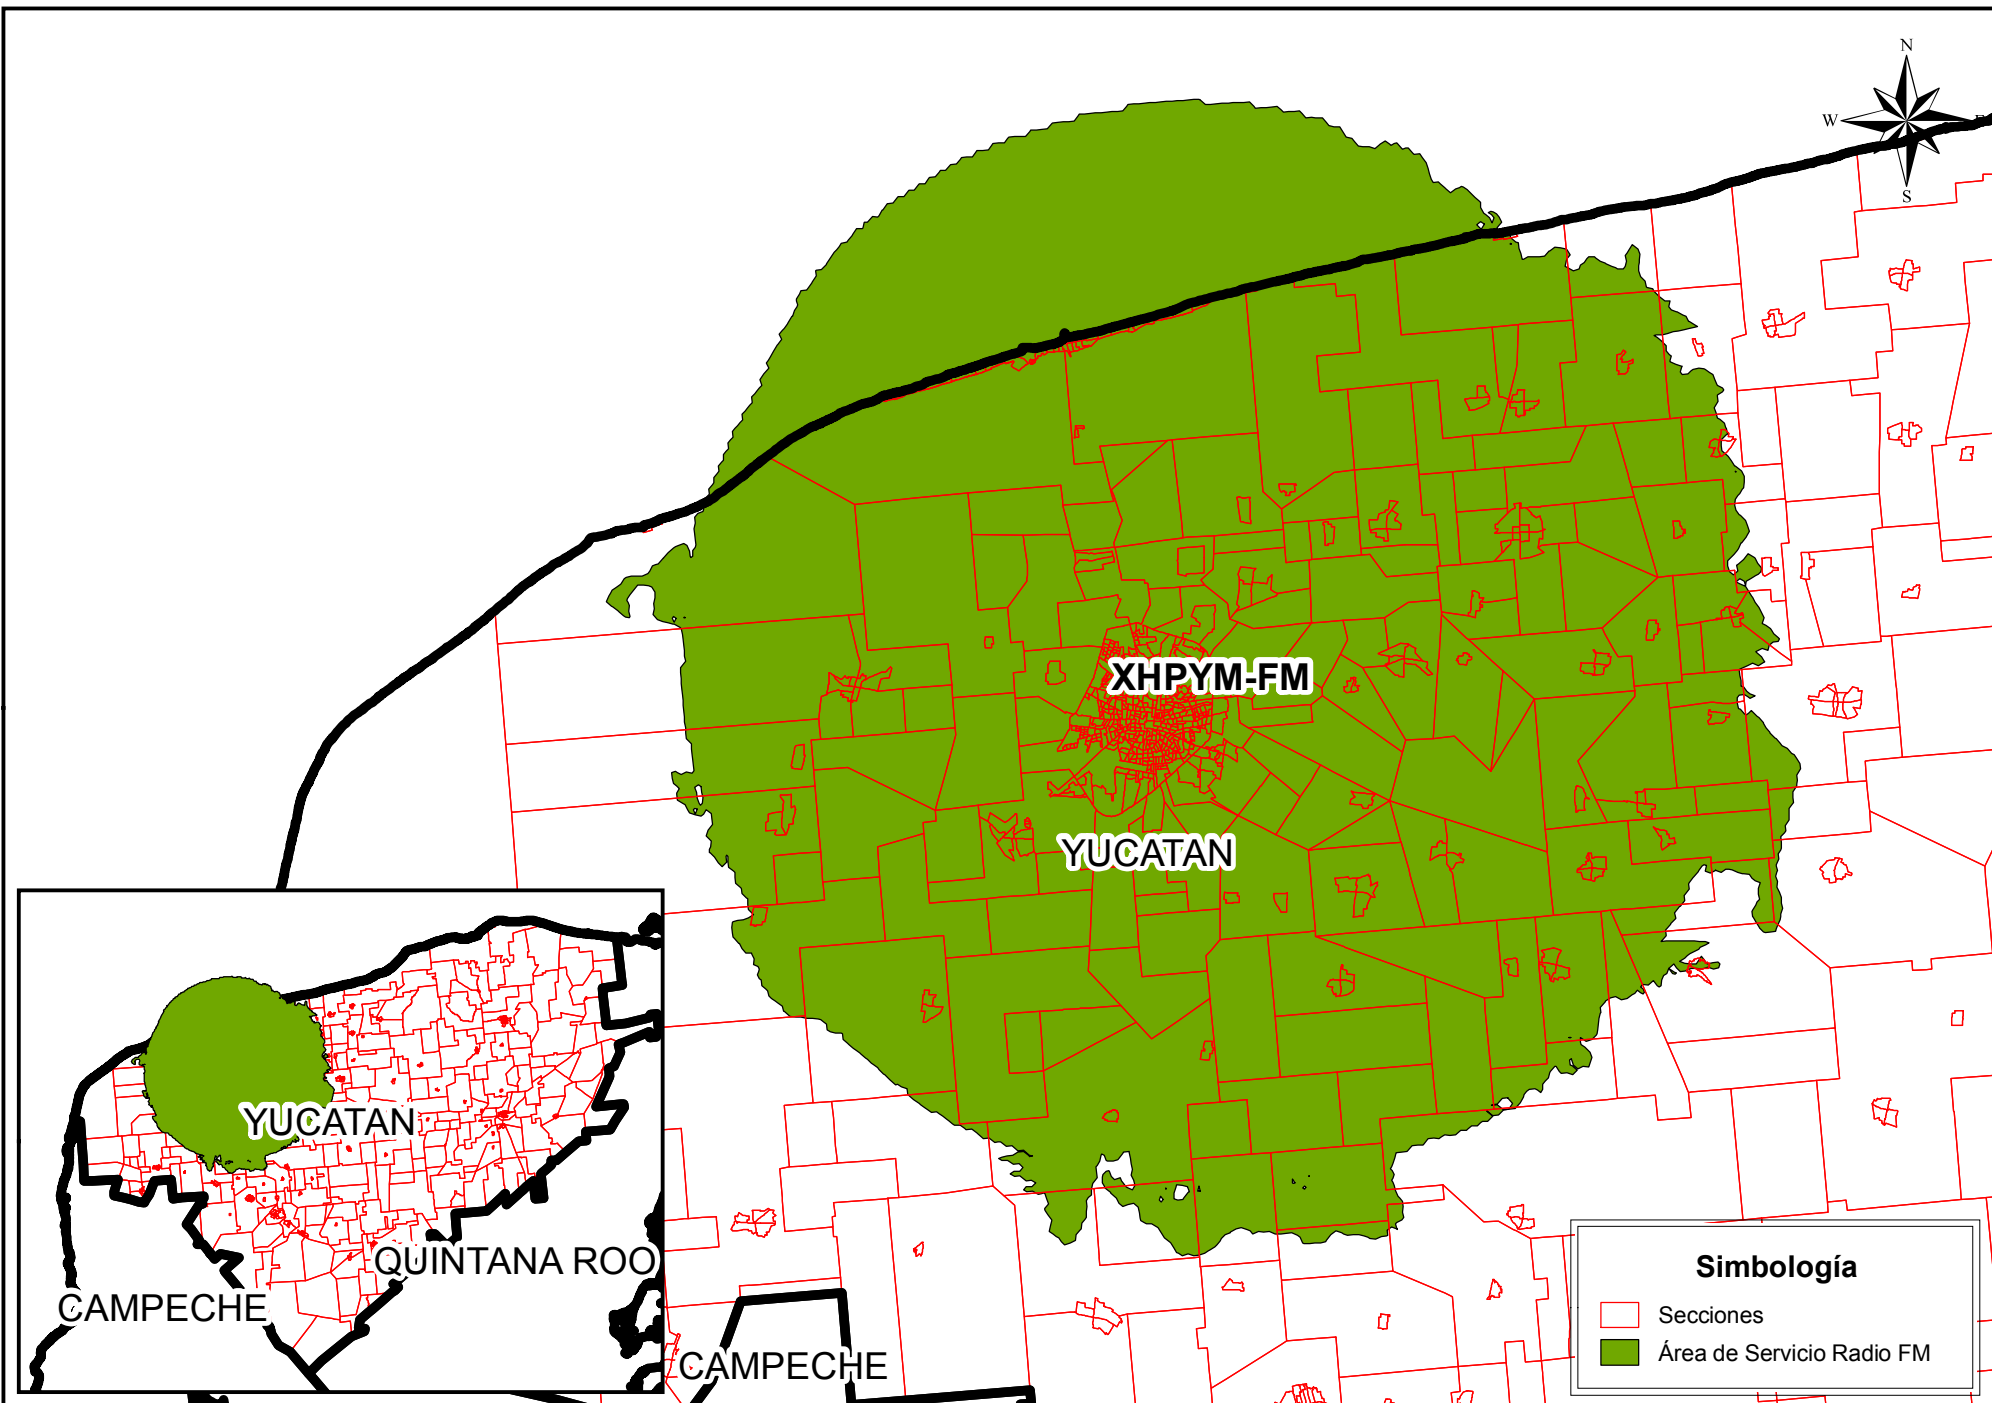 N
W
E
S
XHPYM-FM
YUCATAN
YUCATAN
QUINTANA ROO
CAMPECHE
CAMPECHE
Simbología
Secciones
Área de Servicio Radio FM